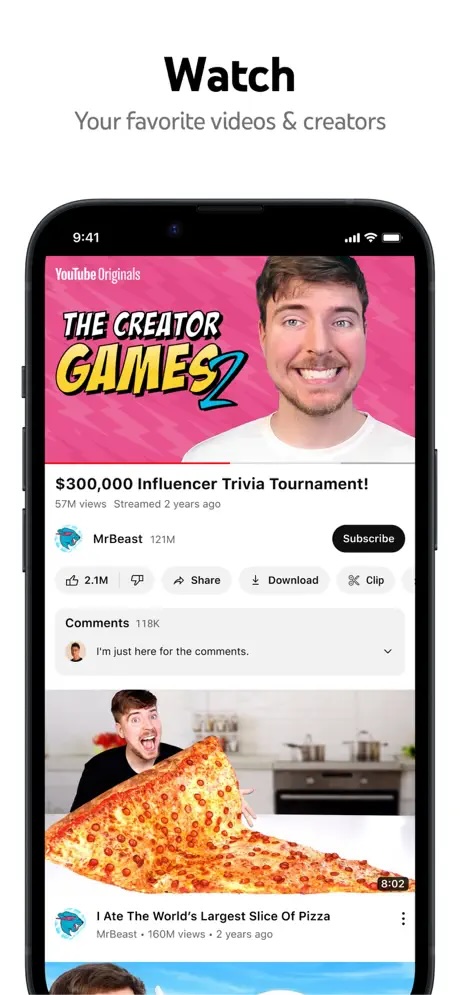 Watch
Your favorite videos & creators
9:41
YouTube Originals
THE CREATOR
GAMES 2
$300,000 Influencer Trivia Tournament!
57M views Streamed 2 years ago
MrBeast 121M
Subscribe
2.1M
Share
Download
Clip
Comments 118K
I'm just here for the comments.
8:02
I Ate The World's Largest Slice Of Pizza
MrBeast • 160M views • 2 years ago